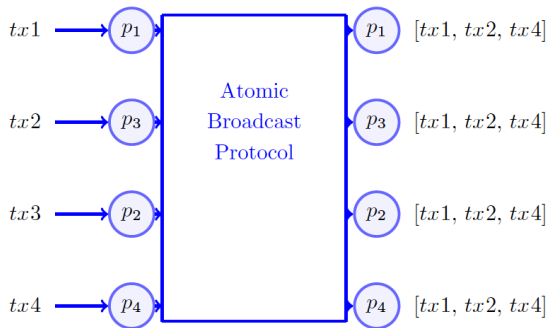 tx1 p1 p1 [tx1, tx2, tx4]
Atomic
tx2 p3 Broadcast p3 [tx1, tx2, tx4]
Protocol
tx3 p2 p2 [tx1, tx2, tx4]
tx4 p4 p4 [tx1, tx2, tx4]